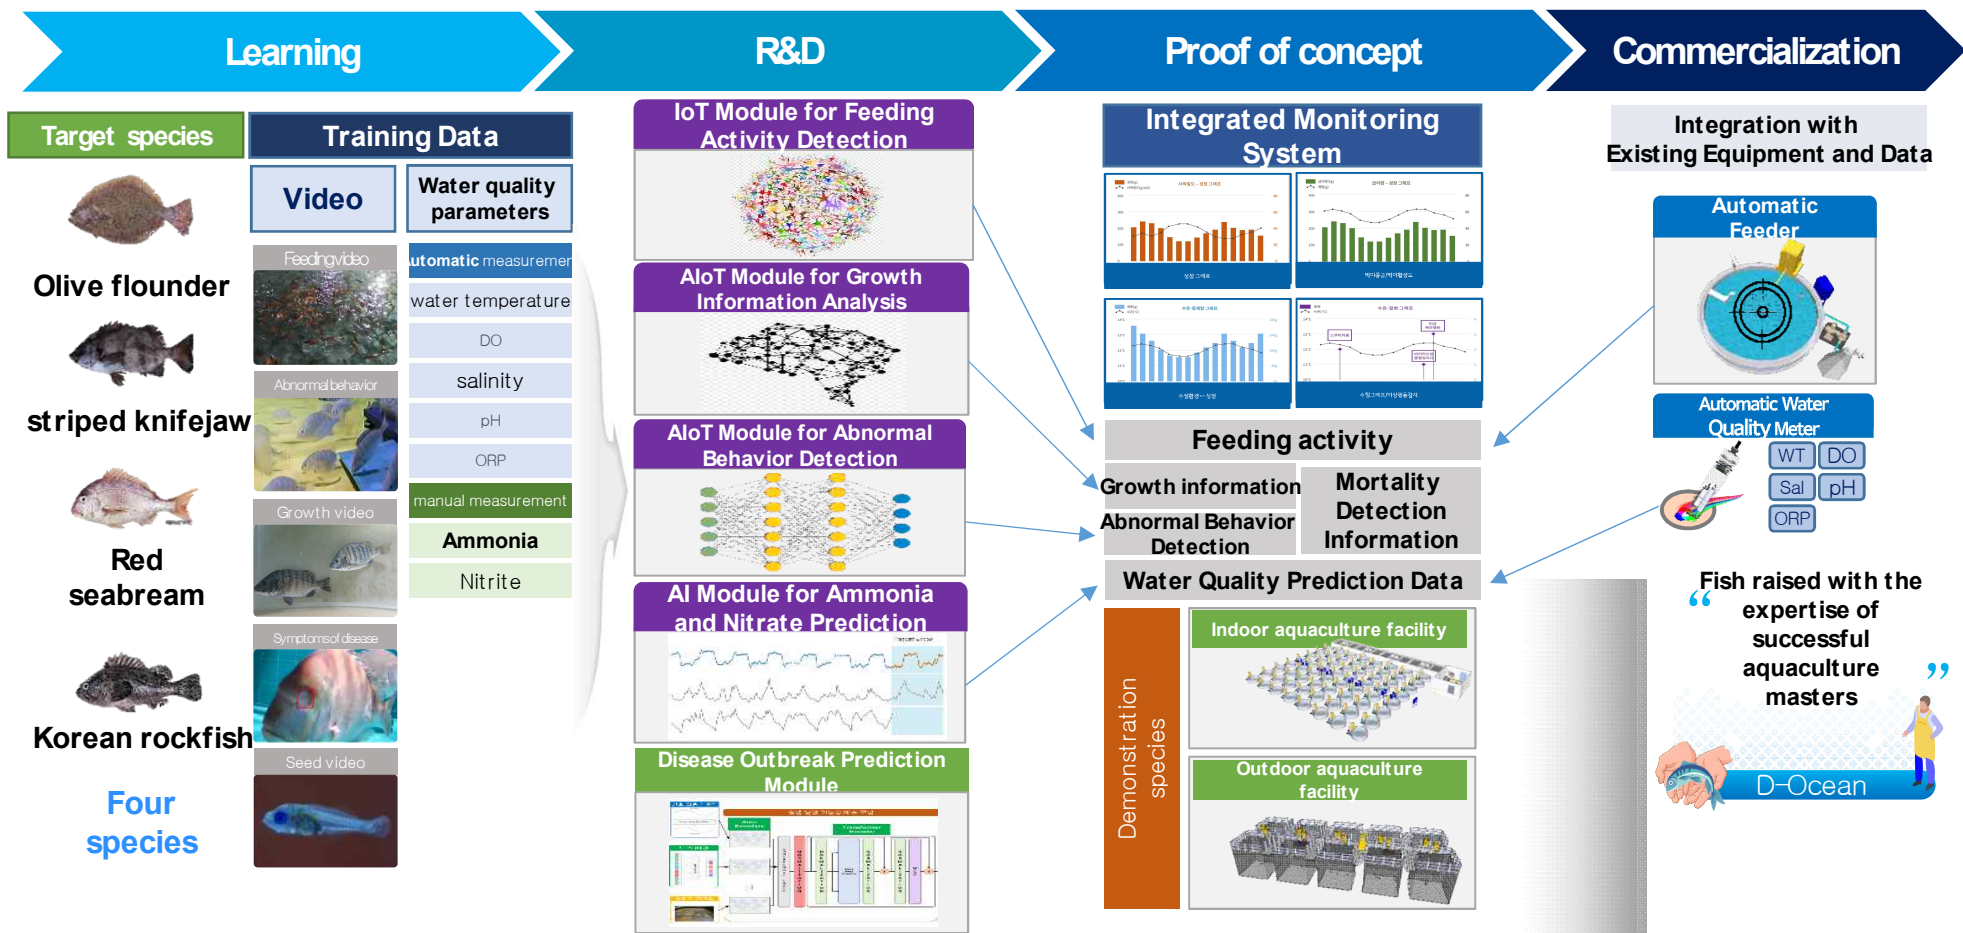 Learning
R&D
Proof of concept
Commercialization
Target species
Training Data
Video
Water quality
parameters
Olive flounder
striped knifejaw
Red
seabream
Korean rockfish
Four
species
Feeding video
Abnormal behavior
Growth video
Symptoms of disease
Seed video
Automatic measuremen
water temperature
DO
salinity
pH
ORP
manual measurement
Ammonia
Nitrite
IoT Module for Feeding
Activity Detection
AIoT Module for Growth
Information Analysis
AIoT Module for Abnormal
Behavior Detection
AI Module for Ammonia
and Nitrate Prediction
Disease Outbreak Prediction
Module
Integrated Monitoring
System
Feeding activity
Growth information
Abnormal Behavior
Detection
Mortality
Detection
Information
Water Quality Prediction Data
Demonstration
species
Indoor aquaculture facility
Outdoor aquaculture
facility
Integration with
Existing Equipment and Data
Automatic
Feeder
Automatic Water
Quality Meter
WT
DO
Sal
pH
ORP
“Fish raised with the
expertise of
successful
aquaculture
masters”
D-Ocean